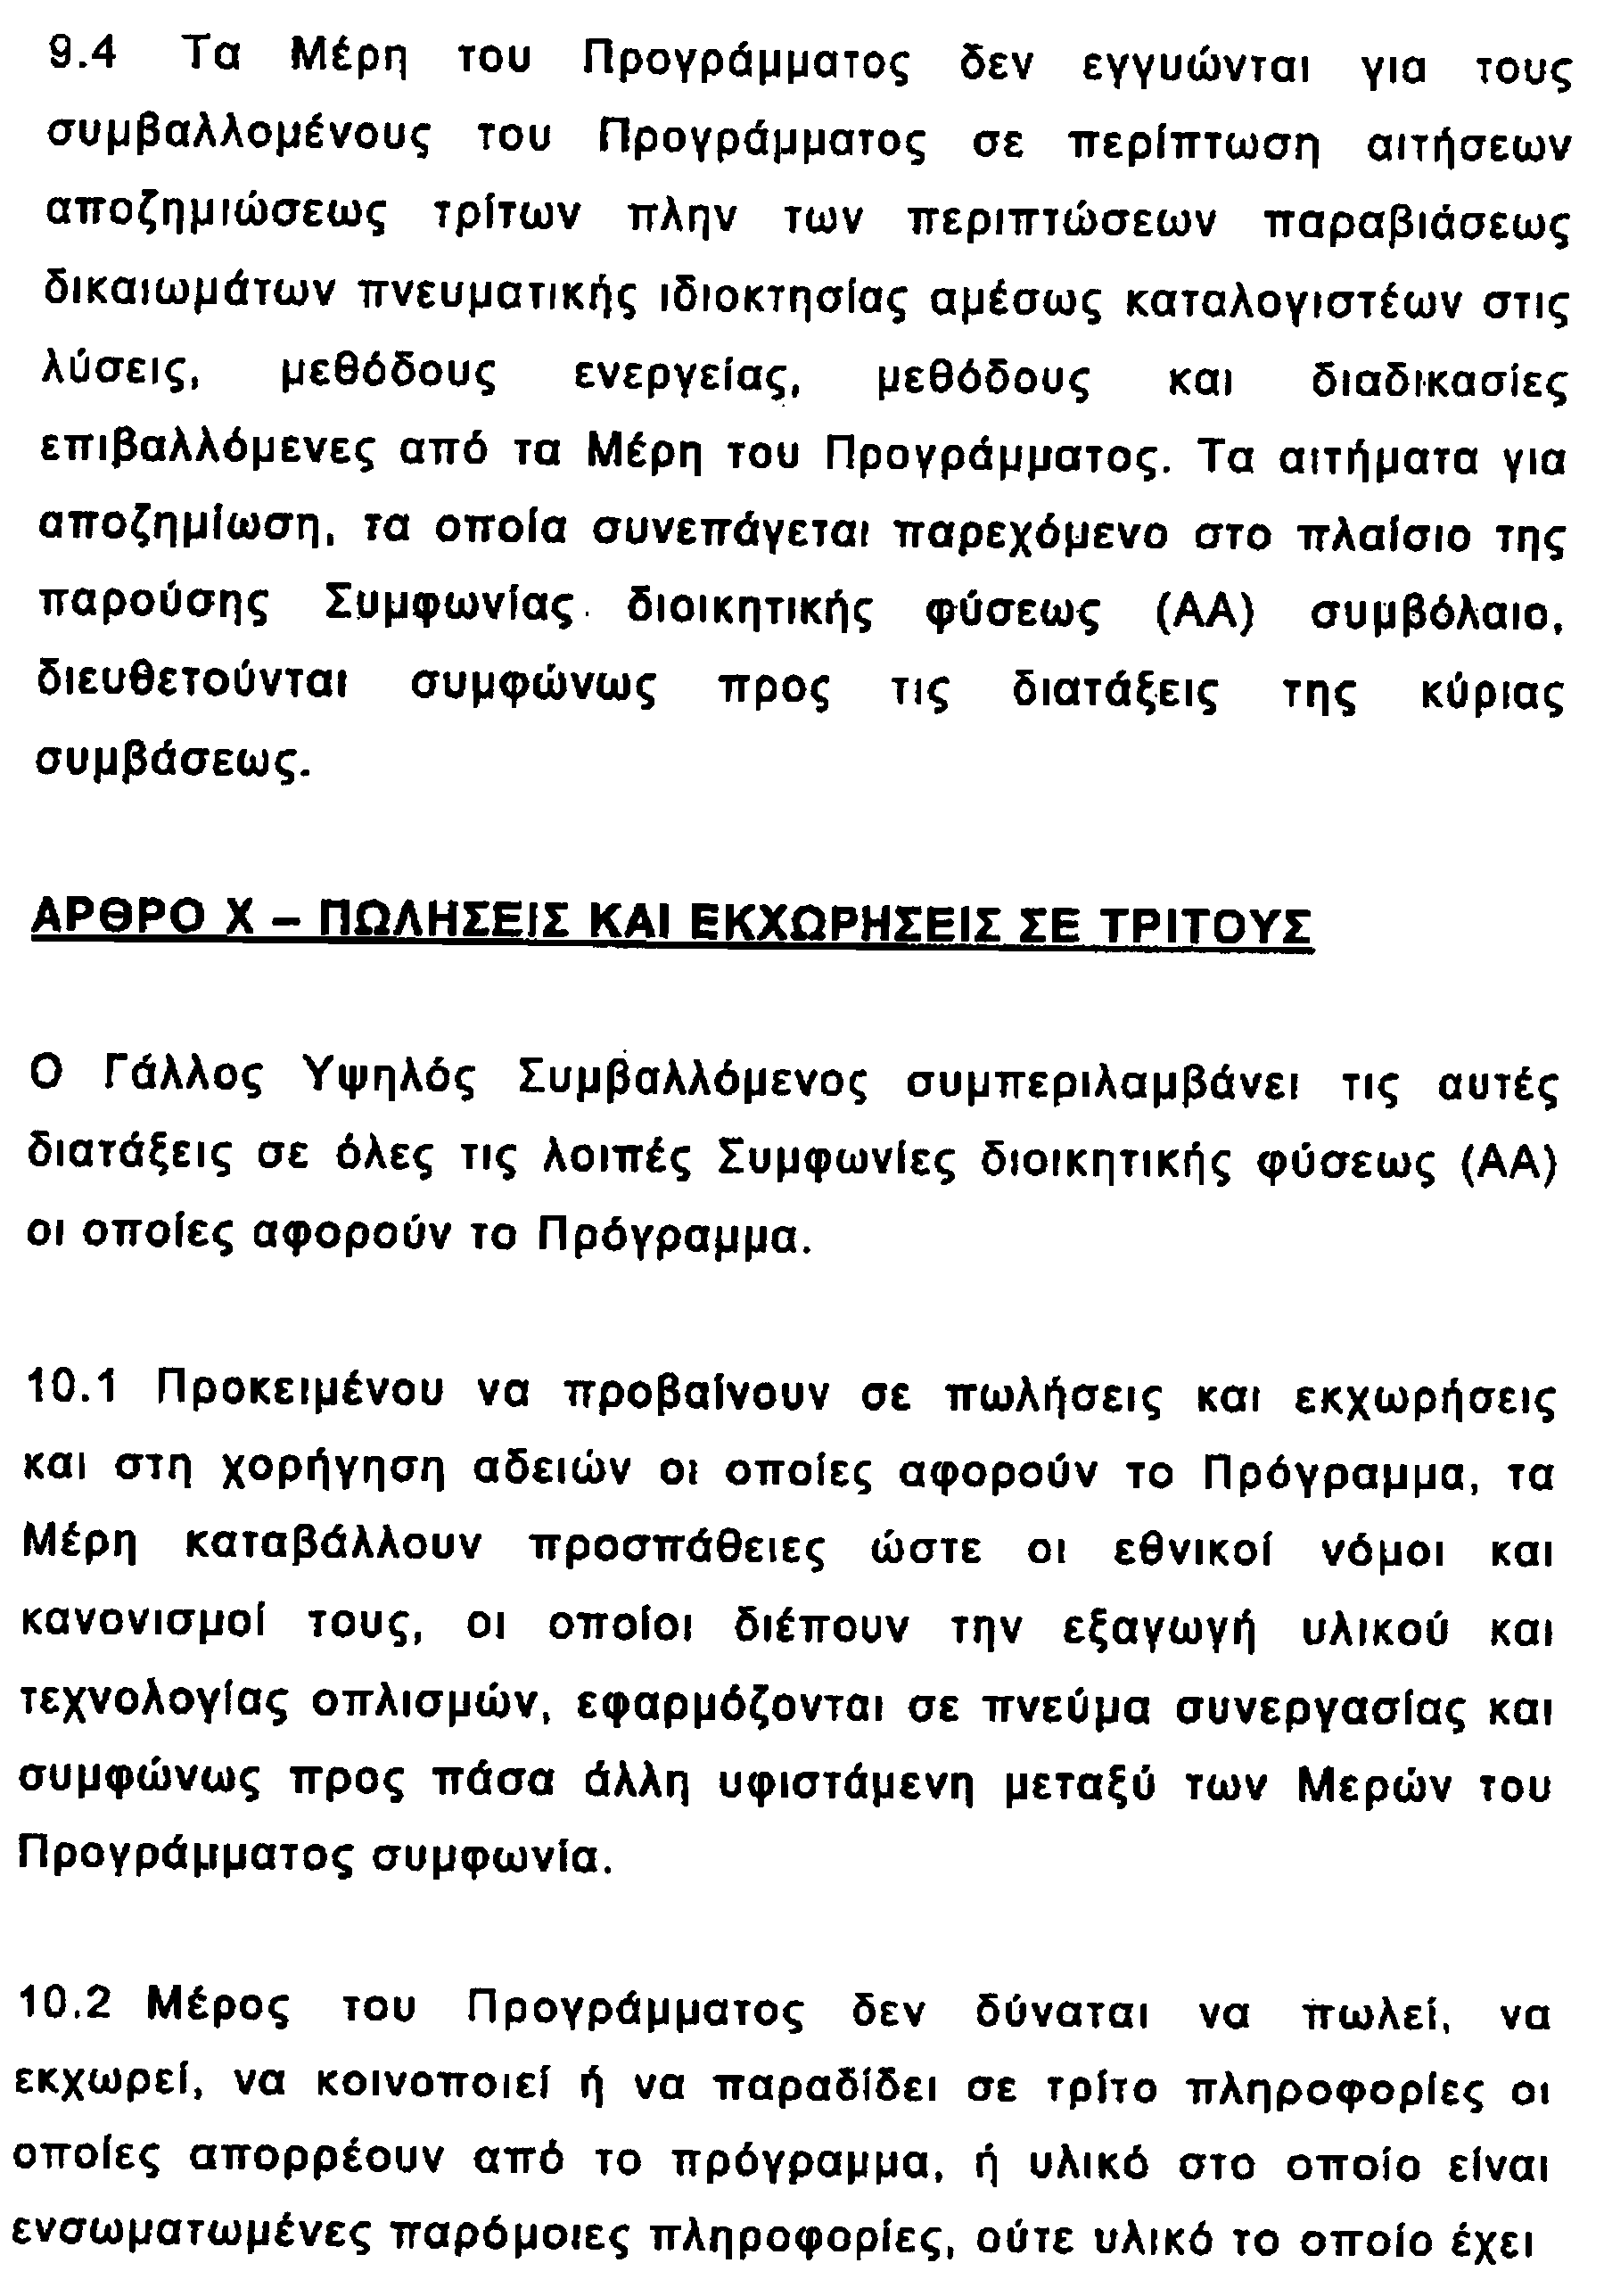 9.4 Τα Μέρη του Προγράμματος δεν εγγυώνται για τους
συμβαλλομένους του Προγράμματος σε περίπτωση αιτήσεων
αποζημιώσεως τρίτων πλην των περιπτώσεων παραβιάσεως
δικαιωμάτων πνευματικής ιδιοκτησίας αμέσως καταλογιστέων στις
λύσεις, μεθόδους ενεργείας, μεθόδους και διαδικασίες
επιβαλλόμενες από τα Μέρη του Προγράμματος. Τα αιτήματα για
αποζημίωση, τα οποία συνεπάγεται παρεχόμενο στο πλαίσιο της
παρούσης Συμφωνίας διοικητικής φύσεως (ΑΑ) συμβόλαιο,
διευθετούνται συμφώνως προς τις διατάξεις της κύριας
συμβάσεως.
ΑΡΘΡΟ Χ – ΠΩΛΗΣΕΙΣ ΚΑΙ ΕΚΧΩΡΗΣΕΙΣ ΣΕ ΤΡΙΤΟΥΣ
Ο Γάλλος Υψηλός Συμβαλλόμενος συμπεριλαμβάνει τις αυτές
διατάξεις σε όλες τις λοιπές Συμφωνίες διοικητικής φύσεως (ΑΑ)
οι οποίες αφορούν το Πρόγραμμα.
10.1 Προκειμένου να προβαίνουν σε πωλήσεις και εκχωρήσεις
και στη χορήγηση αδειών οι οποίες αφορούν το Πρόγραμμα, τα
Μέρη καταβάλλουν προσπάθειες ώστε οι εθνικοί νόμοι και
κανονισμοί τους, οι οποίοι διέπουν την εξαγωγή υλικού και
τεχνολογίας οπλισμών, εφαρμόζονται σε πνεύμα συνεργασίας και
συμφώνως προς πάσα άλλη υφιστάμενη μεταξύ των Μερών του
Προγράμματος συμφωνία.
10.2 Μέρος του Προγράμματος δεν δύναται να πωλεί, να
εκχωρεί, να κοινοποιεί ή να παραδίδει σε τρίτο πληροφορίες οι
οποίες απορρέουν από το πρόγραμμα, ή υλικό στο οποίο είναι
ενσωματωμένες παρόμοιες πληροφορίες, ούτε υλικό το οποίο έχει